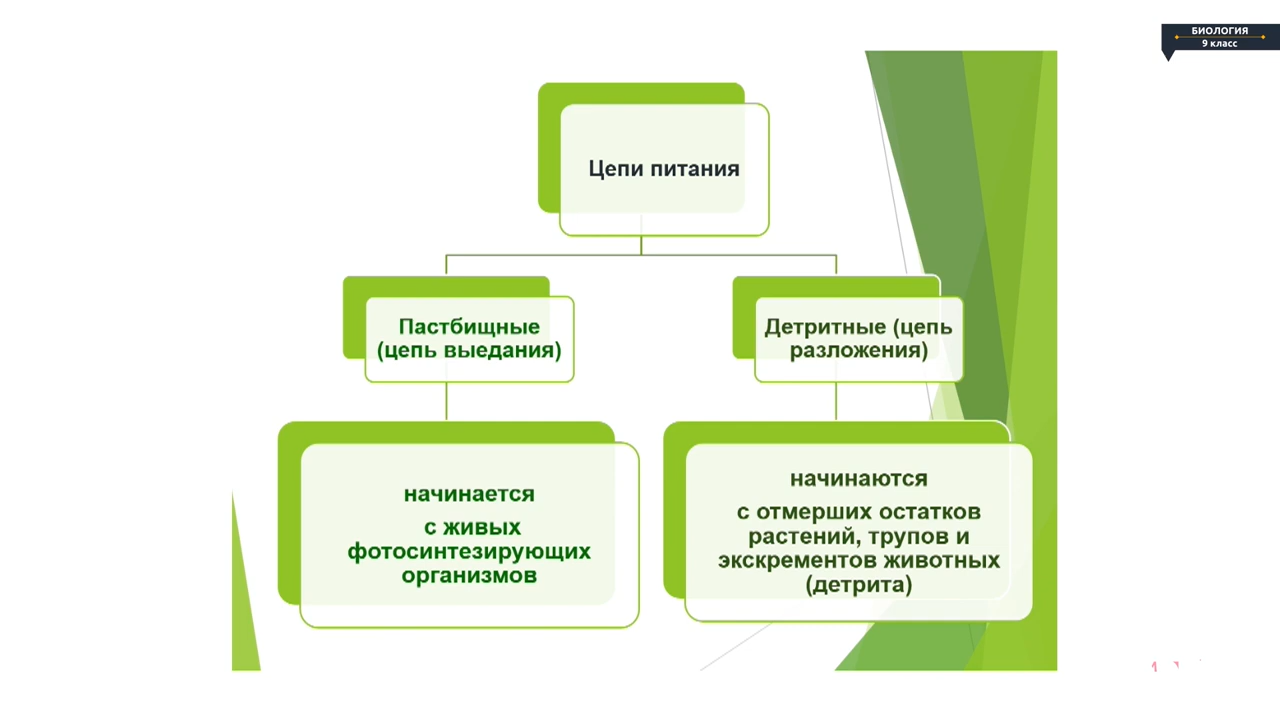 БИОЛОГИЯ
9 класс
Цепи питания
Пастбищные
(цепь выедания)
Детритные (цепь
разложения)
начинается
с живых
фотосинтезирующих
организмов
начинаются
с отмерших остатков
растений, трупов и
экскрементов животных
(детрита)